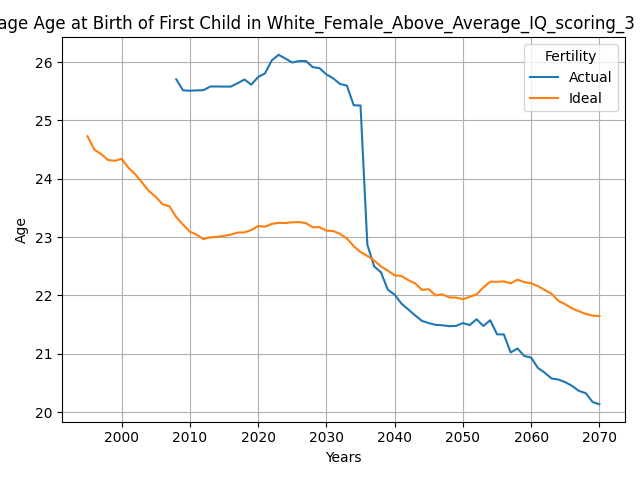 age Age at Birth of First Child in White_Female_Above_Average_IQ_scoring_3
Fertility
Actual
Ideal
26
25
24
23
22
21
20
Age
2000
2010
2020
2030
2040
2050
2060
2070
Years